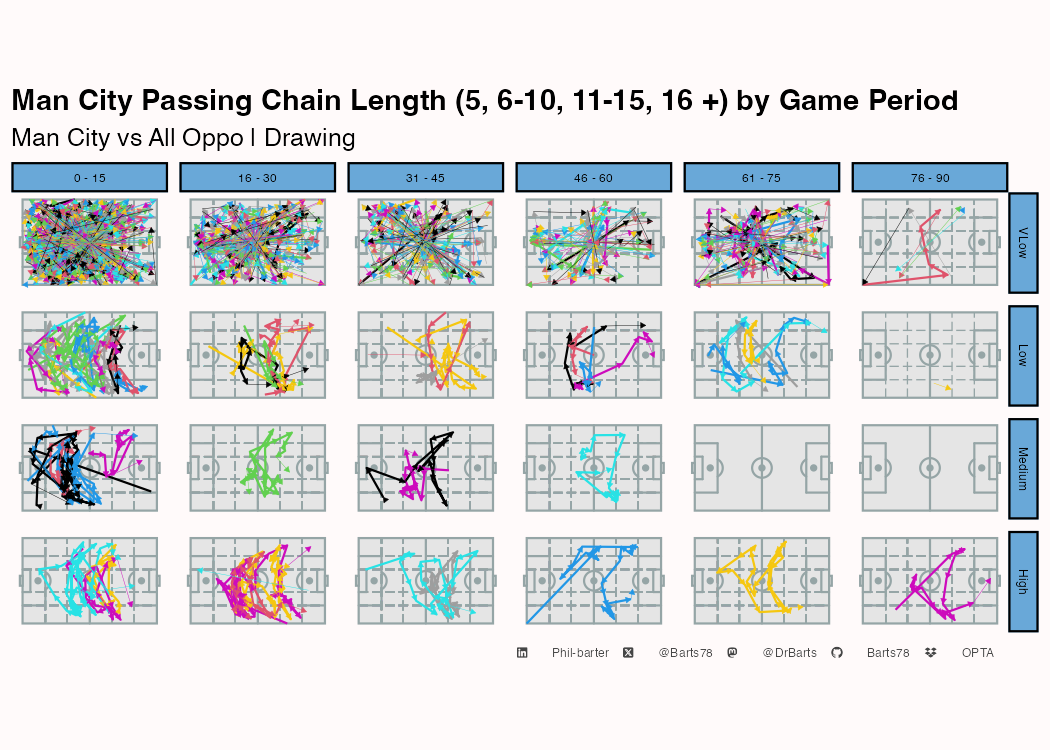 Man City Passing Chain Length (5, 6-10, 11-15, 16 +) by Game Period
Man City vs All Oppo | Drawing
0 - 15 16 - 30 31 - 45 46 - 60 61 - 75 76 - 90
V Low
Low
Medium
High
Phil-barter @Barts78 @DrBarts Barts78 OPTA